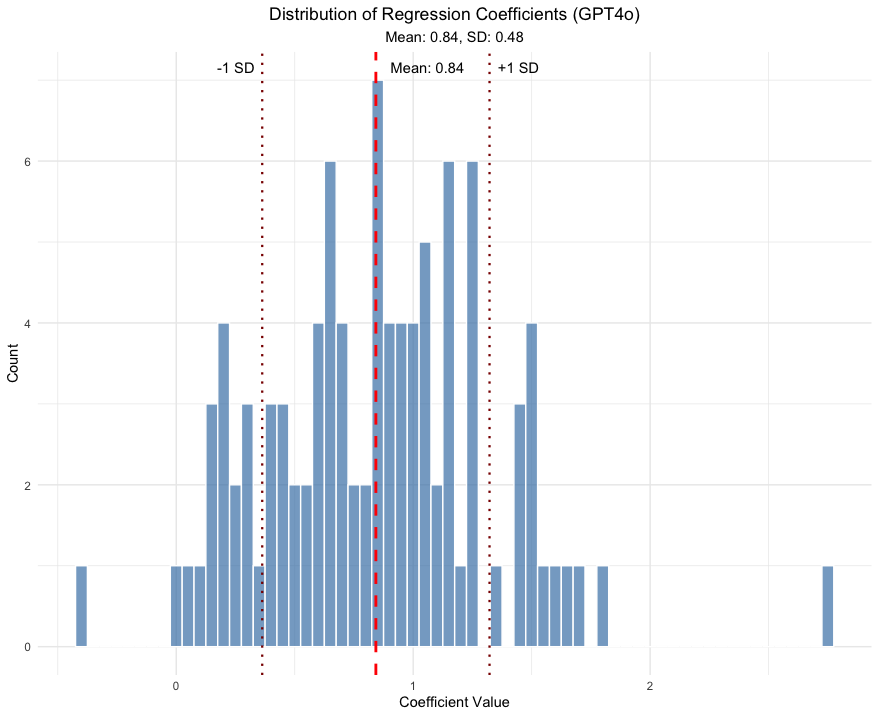 Distribution of Regression Coefficients (GPT4o)
Mean: 0.84, SD: 0.48
-1 SD
Mean: 0.84
+1 SD
6
4
2
0
Count
0
1
2
Coefficient Value